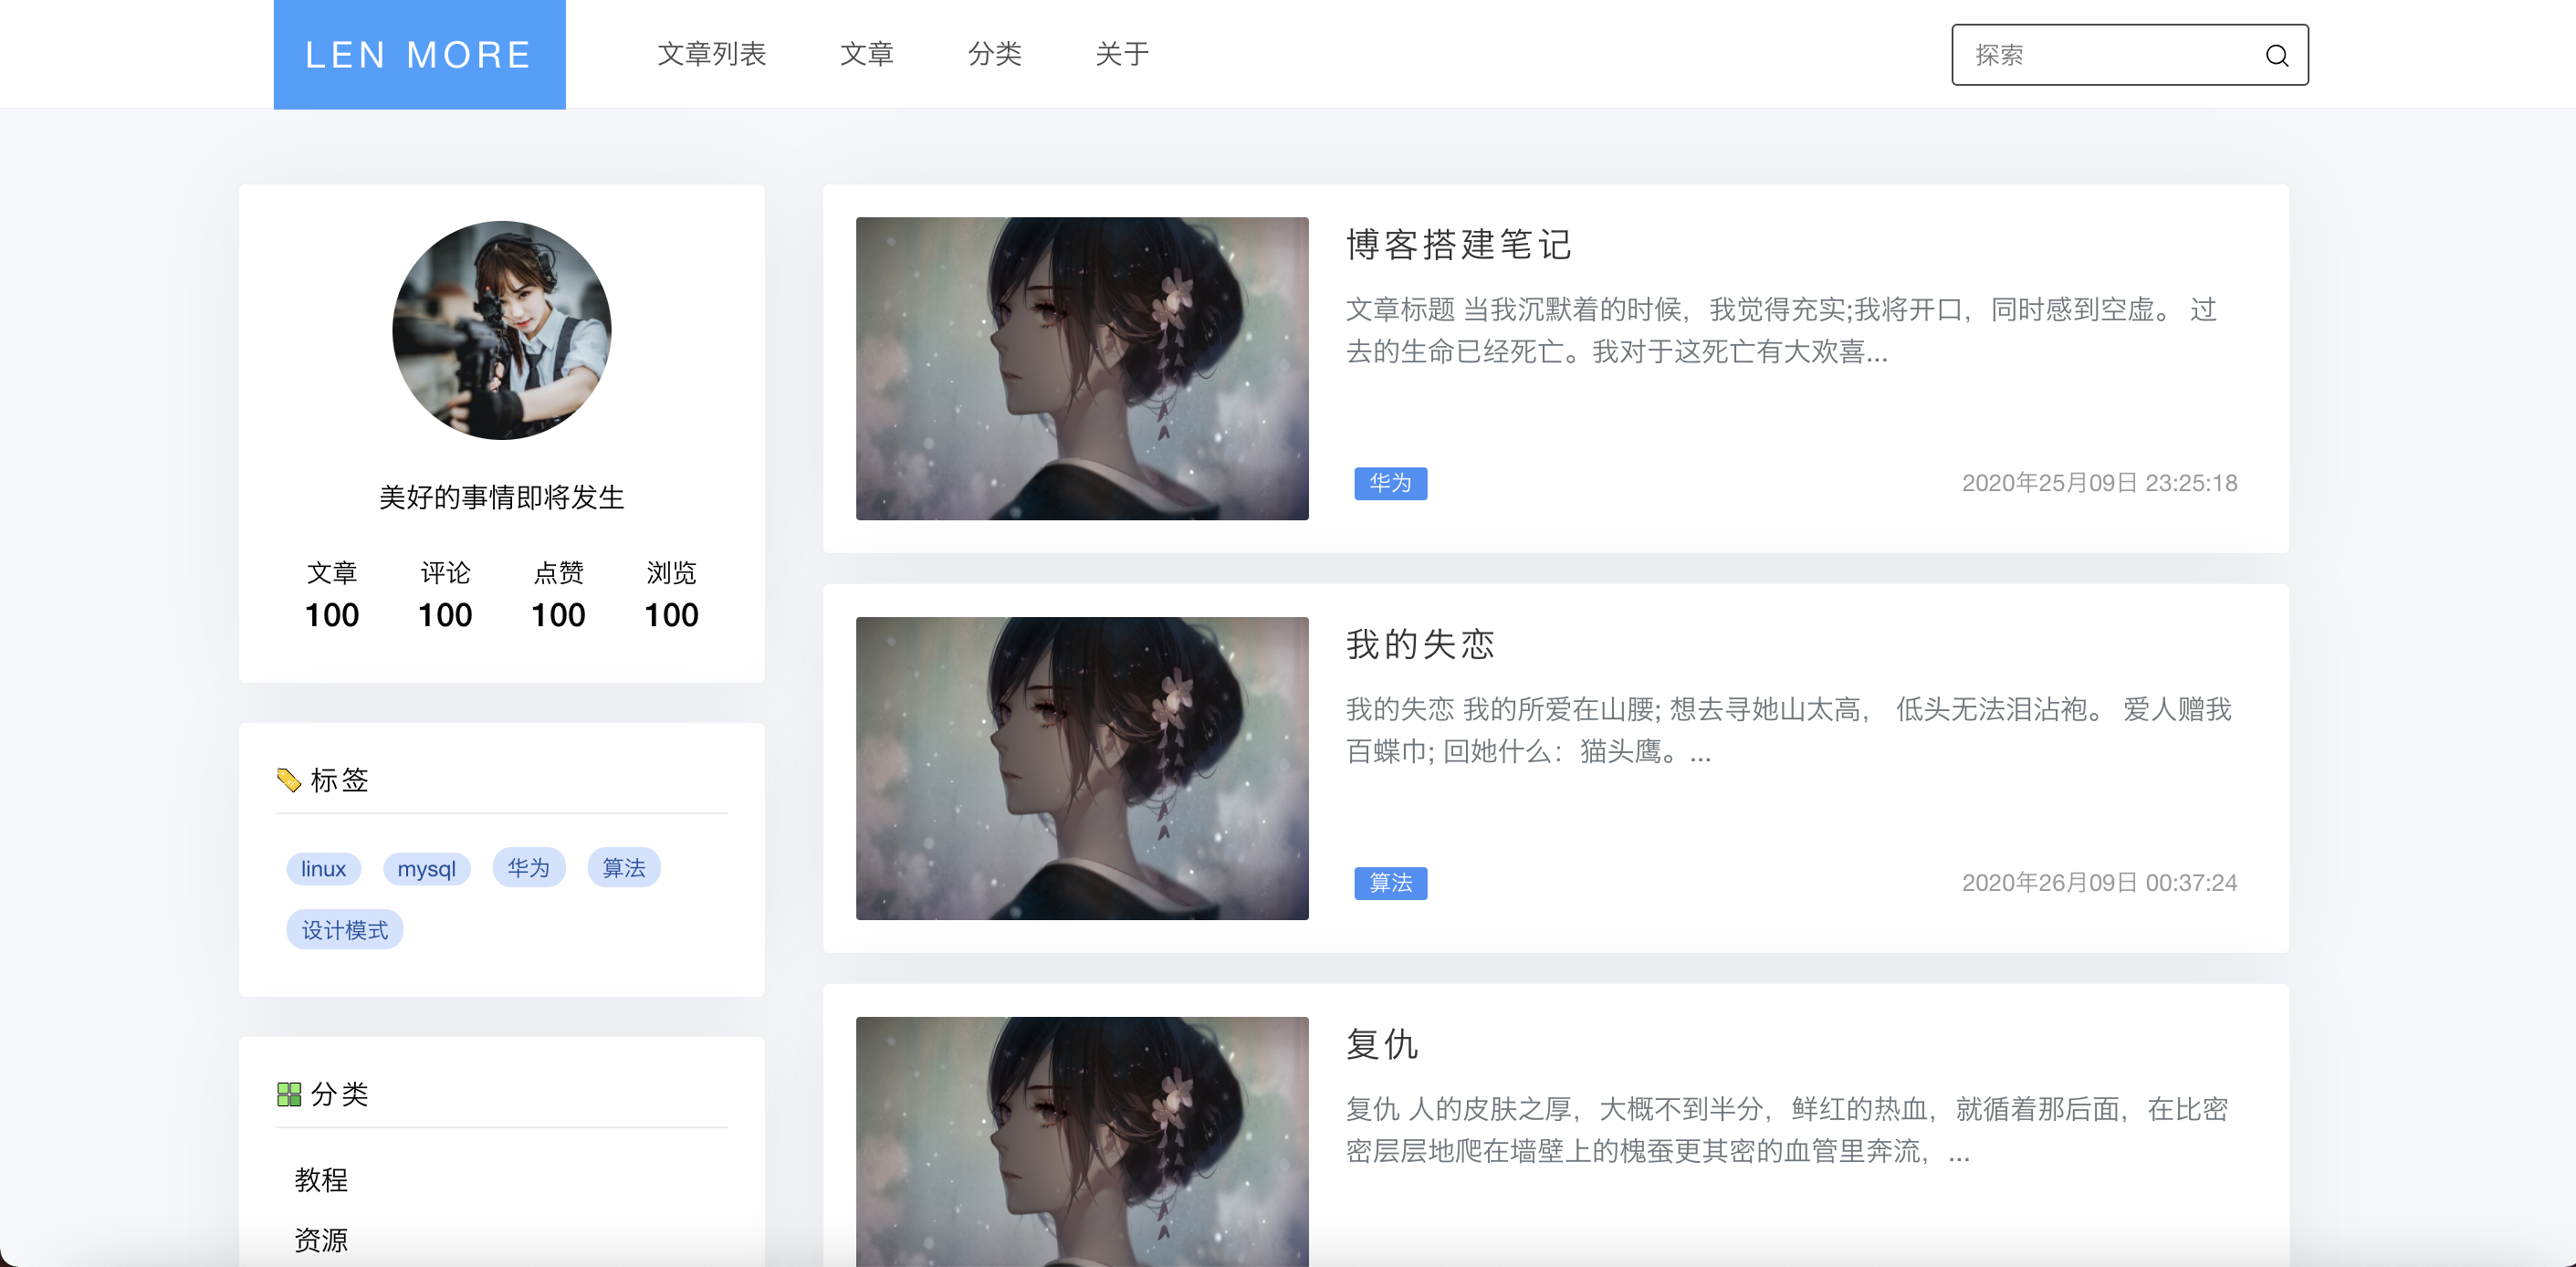 LEN MORE
文章列表
文章
分类
关于
探索
美好的事情即将发生
文章 评论 点赞 浏览
100 100 100 100
标签
linux mysql 华为 算法
设计模式
分类
教程
资源
博客搭建笔记
文章标题 当我沉默着的时候，我觉得充实;我将开口，同时感到空虚。 过
去的生命已经死亡。我对于这死亡有大欢喜...
华为
2020年25月09日 23:25:18
我的失恋
我的失恋 我的所爱在山腰; 想去寻她山太高， 低头无法泪沾袍。 爱人赠我
百蝶巾; 回她什么：猫头鹰。...
算法
2020年26月09日 00:37:24
复仇
复仇 人的皮肤之厚，大概不到半分，鲜红的热血，就循着那后面，在比密
密层层地爬在墙壁上的槐蚕更其密的血管里奔流，...